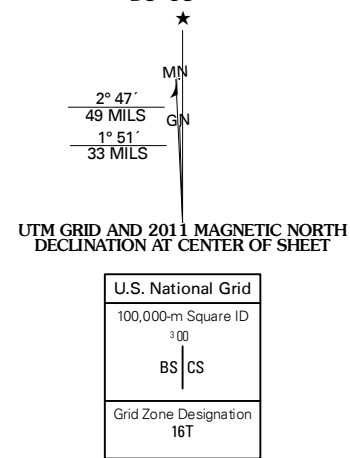 ★
MN
2° 47´
49 MILS
GN
1° 51´
33 MILS
UTM GRID AND 2011 MAGNETIC NORTH
DECLINATION AT CENTER OF SHEET
U.S. National Grid
100,000-m Square ID
300
BS CS
Grid Zone Designation
16T